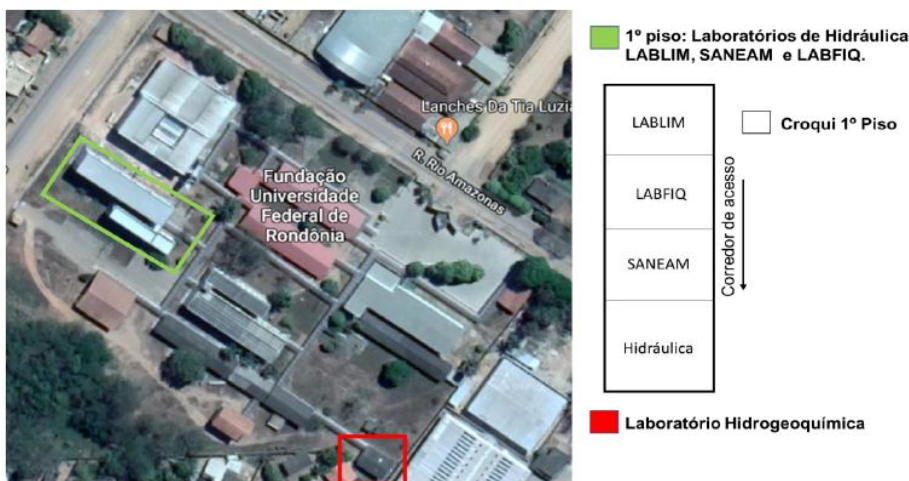 Lanches Da Tia Luzia
R. Rio Amazonas
Fundação
Universidade
Federal de
Rondônia
1º piso: Laboratórios de Hidráulica
LABLIM, SANEAM e LABFIQ.
LABLIM
Croqui 1º Piso
LABFIQ
Corredor de acesso
SANEAM
Hidráulica
Laboratório Hidrogeoquímica